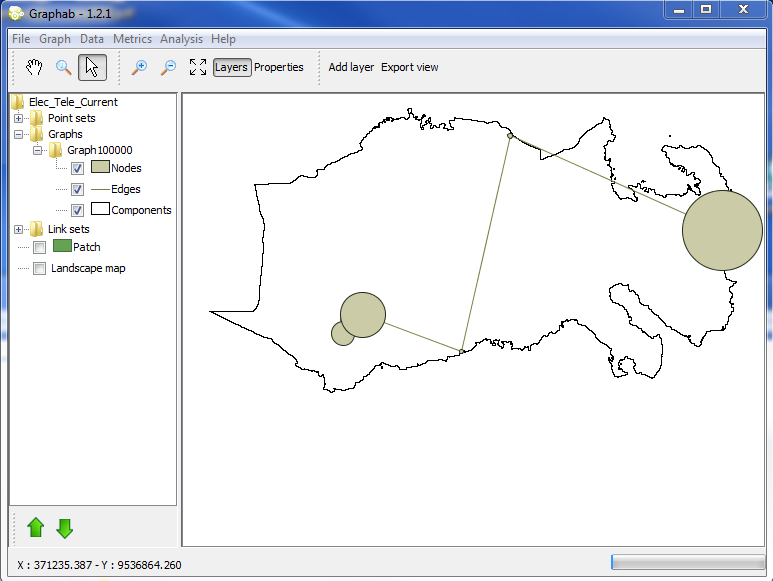 Graphab - 1.2.1
File Graph Data Metrics Analysis Help
Layers Properties Add layer Export view
Elec_Tele_Current
Point sets
Graphs
Graph100000
Nodes
Edges
Components
Link sets
Patch
Landscape map
X : 371235.387 - Y : 9536864.260